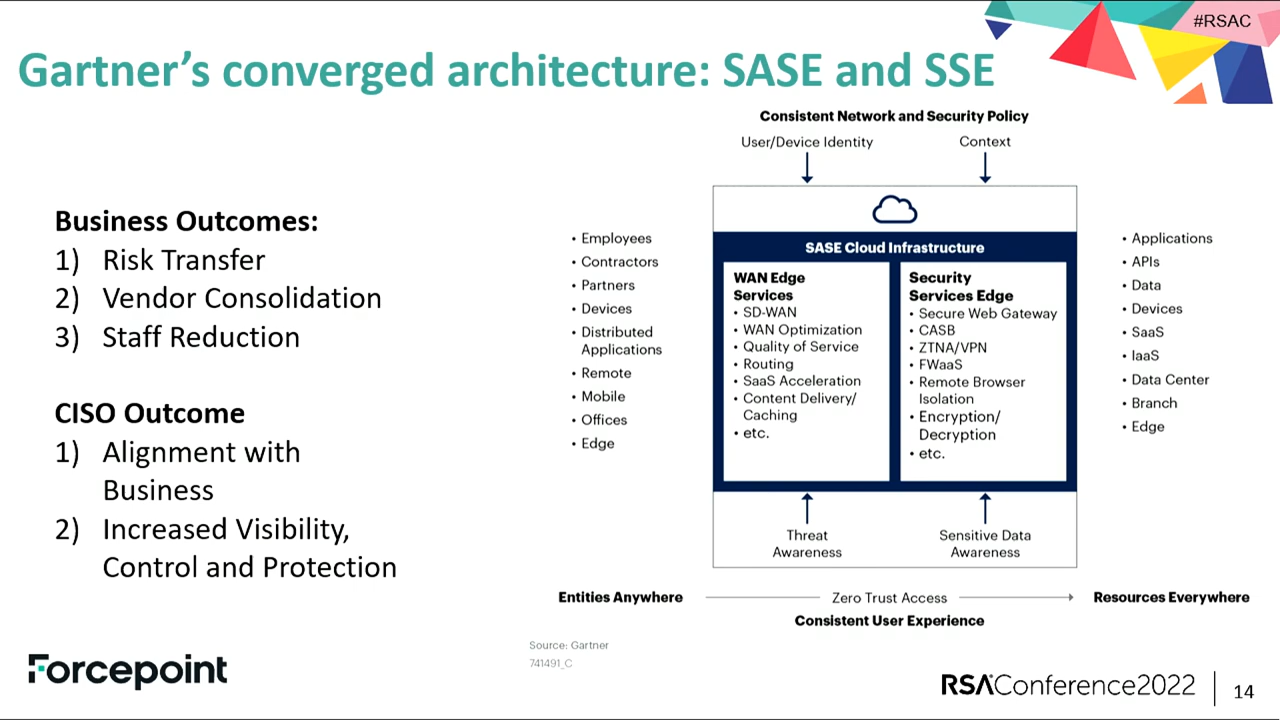 #RSAC
Gartner’s converged architecture: SASE and SSE
Business Outcomes:
1) Risk Transfer
2) Vendor Consolidation
3) Staff Reduction
CISO Outcome
1) Alignment with
Business
2) Increased Visibility,
Control and Protection
Consistent Network and Security Policy
User/Device Identity
Context
• Employees
• Contractors
• Partners
• Devices
• Distributed
Applications
• Remote
• Mobile
• Offices
• Edge
SASE Cloud Infrastructure
WAN Edge
Services
• SD-WAN
• WAN Optimization
• Quality of Service
• Routing
• SaaS Acceleration
• Content Delivery/
Caching
• etc.
Security
Services Edge
• Secure Web Gateway
• CASB
• ZTNA/VPN
• FWaaS
• Remote Browser
Isolation
• Encryption/
Decryption
• etc.
• Applications
• APIs
• Data
• Devices
• SaaS
• IaaS
• Data Center
• Branch
• Edge
Threat
Awareness
Sensitive Data
Awareness
Entities Anywhere
Zero Trust Access
Resources Everywhere
Consistent User Experience
Source: Gartner
741491_C
Forcepoint
RSAConference2022
14